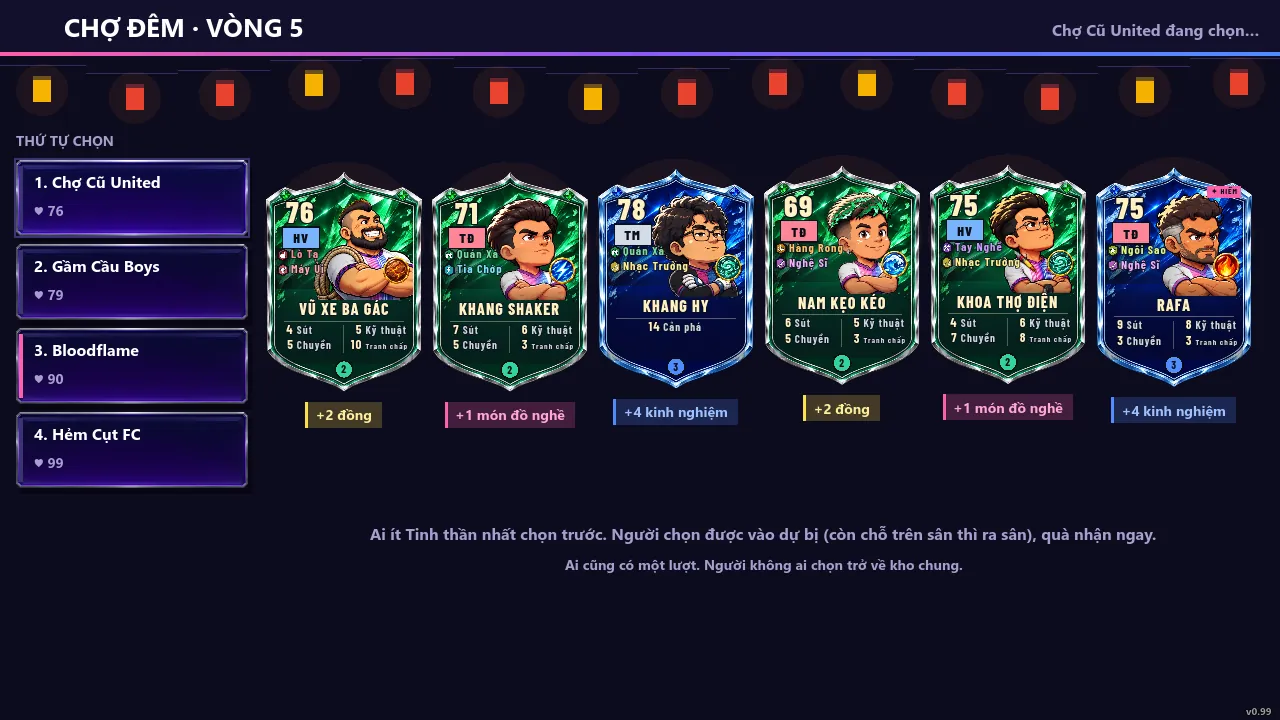 CHỢ ĐÊM · VÒNG 5
Chợ Cũ United đang chọn...
THỨ TỰ CHỌN
1. Chợ Cũ United
76
2. Gầm Cầu Boys
79
3. Bloodflame
90
4. Hẻm Cụt FC
99
76
HV
Lò Tạ
VŨ XE BA GÁC
4 Sút
5 Kỹ thuật
5 Chuyền
10 Tranh chấp
2
+2 đồng
71
TĐ
Quán Xá
Tia Chớp
KHANG SHAKER
7 Sút
6 Kỹ thuật
5 Chuyền
3 Tranh chấp
2
+1 món đồ nghề
78
TM
Quán Xá
Nhạc Trưởng
KHANG HY
14 Cản phá
3
+4 kinh nghiệm
69
TĐ
Hàng Rong
Nghệ Sĩ
NAM KẸO KÉO
6 Sút
5 Kỹ thuật
5 Chuyền
3 Tranh chấp
2
+2 đồng
75
HV
Tay Nghề
Nhạc Trưởng
KHOA THỢ ĐIỆN
4 Sút
6 Kỹ thuật
7 Chuyền
8 Tranh chấp
2
+1 món đồ nghề
HIẾM
75
TĐ
Ngôi Sao
Nghệ Sĩ
RAFA
9 Sút
8 Kỹ thuật
3 Chuyền
3 Tranh chấp
3
+4 kinh nghiệm
Ai ít Tinh thần nhất chọn trước. Người chọn được vào dự bị (còn chỗ trên sân thì ra sân), quà nhận ngay.
Ai cũng có một lượt. Người không ai chọn trở về kho chung.
v0.99